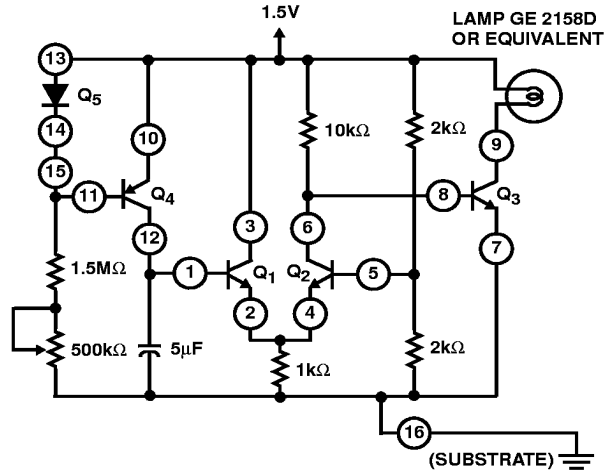 1.5V
LAMP GE 2158D
OR EQUIVALENT
13
Q5
14
15
10
10kΩ
2kΩ
9
11
Q4
8
Q3
12
3
6
7
1.5MΩ
1
Q1
Q2
5
2
4
500kΩ
5μF
1kΩ
2kΩ
16
(SUBSTRATE)